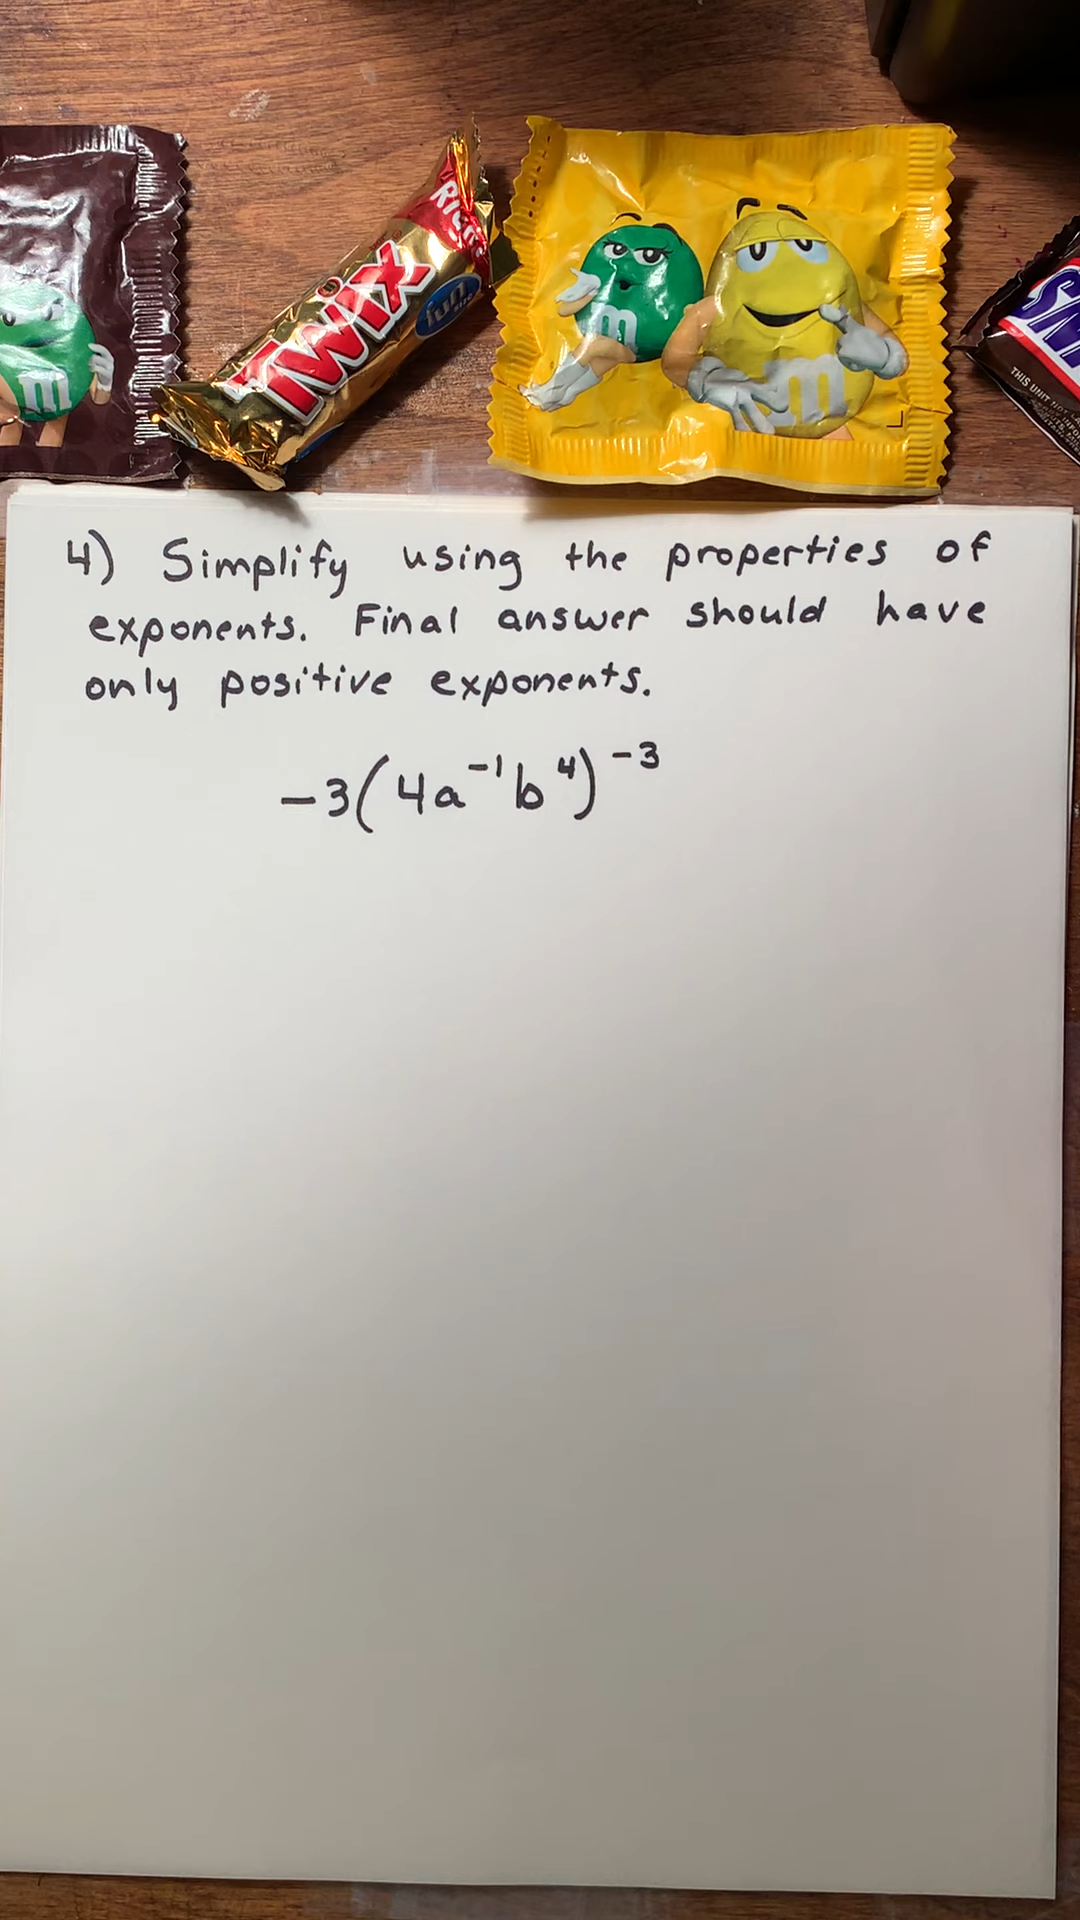 m
TWIX
fun
m
m
THIS UNIT NOT
4) Simplify using the properties of
exponents. Final answer should have
only positive exponents.
-3(4a⁻¹b⁴)⁻³